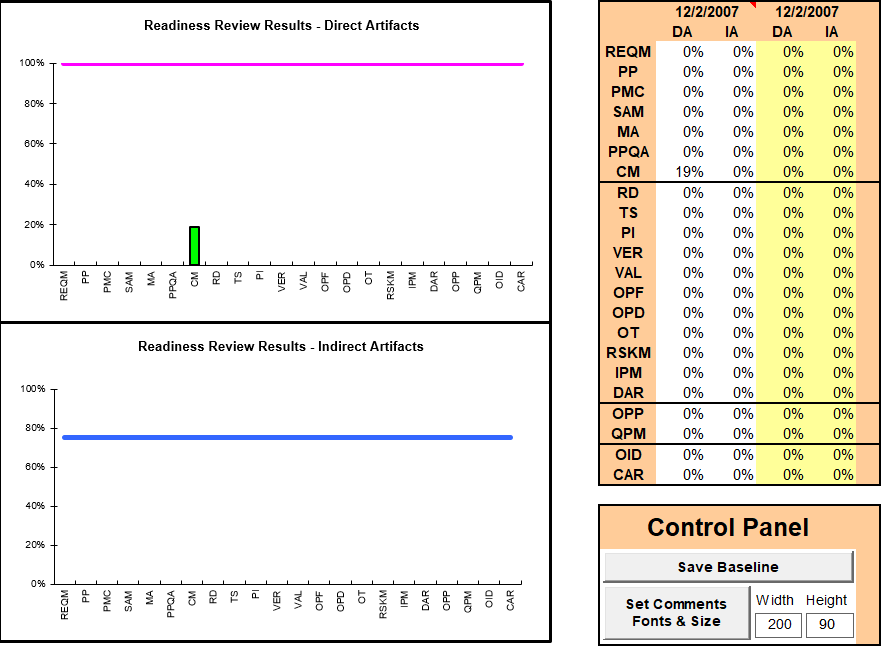 Readiness Review Results - Direct Artifacts
100%
80%
60%
40%
20%
0%
REQM PP PMC SAM MA PPQA CM RD TS PI VER VAL OPF OPD OT RSKM IPM DAR OPP QPM OID CAR
Readiness Review Results - Indirect Artifacts
100%
80%
60%
40%
20%
0%
REQM PP PMC SAM MA PPQA CM RD TS PI VER VAL OPF OPD OT RSKM IPM DAR OPP QPM OID CAR
12/2/2007 12/2/2007
DA IA DA IA
REQM 0% 0% 0% 0%
PP 0% 0% 0% 0%
PMC 0% 0% 0% 0%
SAM 0% 0% 0% 0%
MA 0% 0% 0% 0%
PPQA 0% 0% 0% 0%
CM 19% 0% 0% 0%
RD 0% 0% 0% 0%
TS 0% 0% 0% 0%
PI 0% 0% 0% 0%
VER 0% 0% 0% 0%
VAL 0% 0% 0% 0%
OPF 0% 0% 0% 0%
OPD 0% 0% 0% 0%
OT 0% 0% 0% 0%
RSKM 0% 0% 0% 0%
IPM 0% 0% 0% 0%
DAR 0% 0% 0% 0%
OPP 0% 0% 0% 0%
QPM 0% 0% 0% 0%
OID 0% 0% 0% 0%
CAR 0% 0% 0% 0%
Control Panel
Save Baseline
Set Comments
Fonts & Size
Width Height
200 90